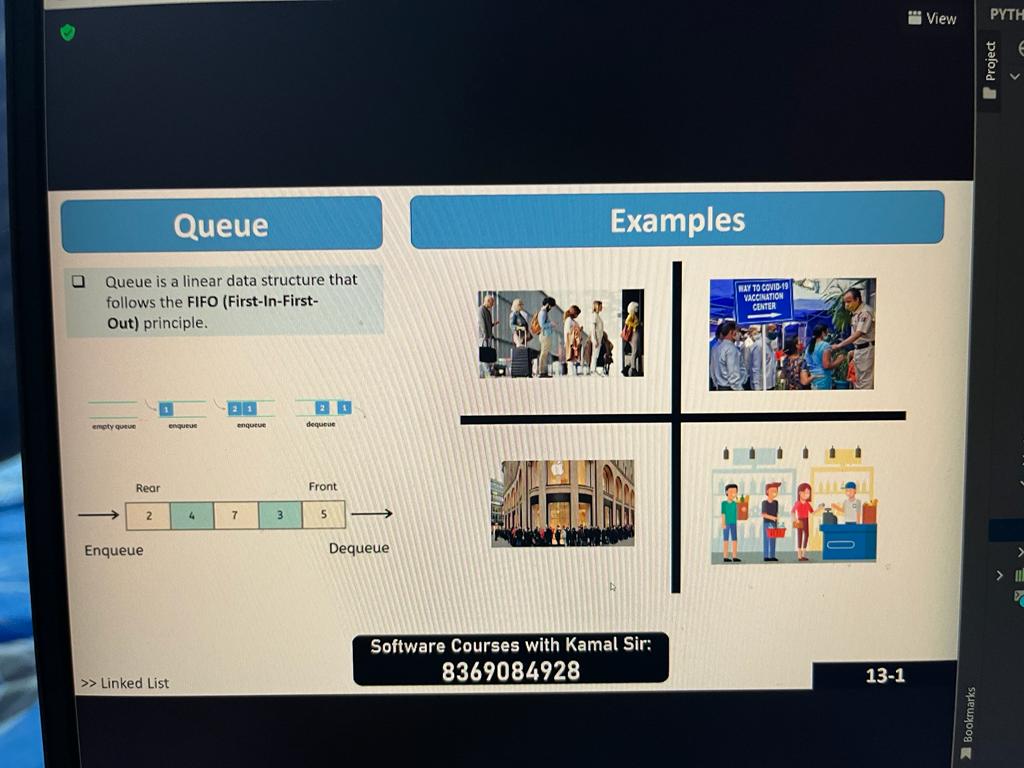 View
PYTH
Project
Queue
Examples
❑ Queue is a linear data structure that
follows the FIFO (First-In-First-
Out) principle.
WAY TO COVID-19
VACCINATION
CENTER
1
2 1
2 1
empty queue
enqueue
enqueue
dequeue
Rear
Front
2 4 7 3 5
Enqueue
Dequeue
Software Courses with Kamal Sir:
8369084928
>> Linked List
13-1
Bookmarks